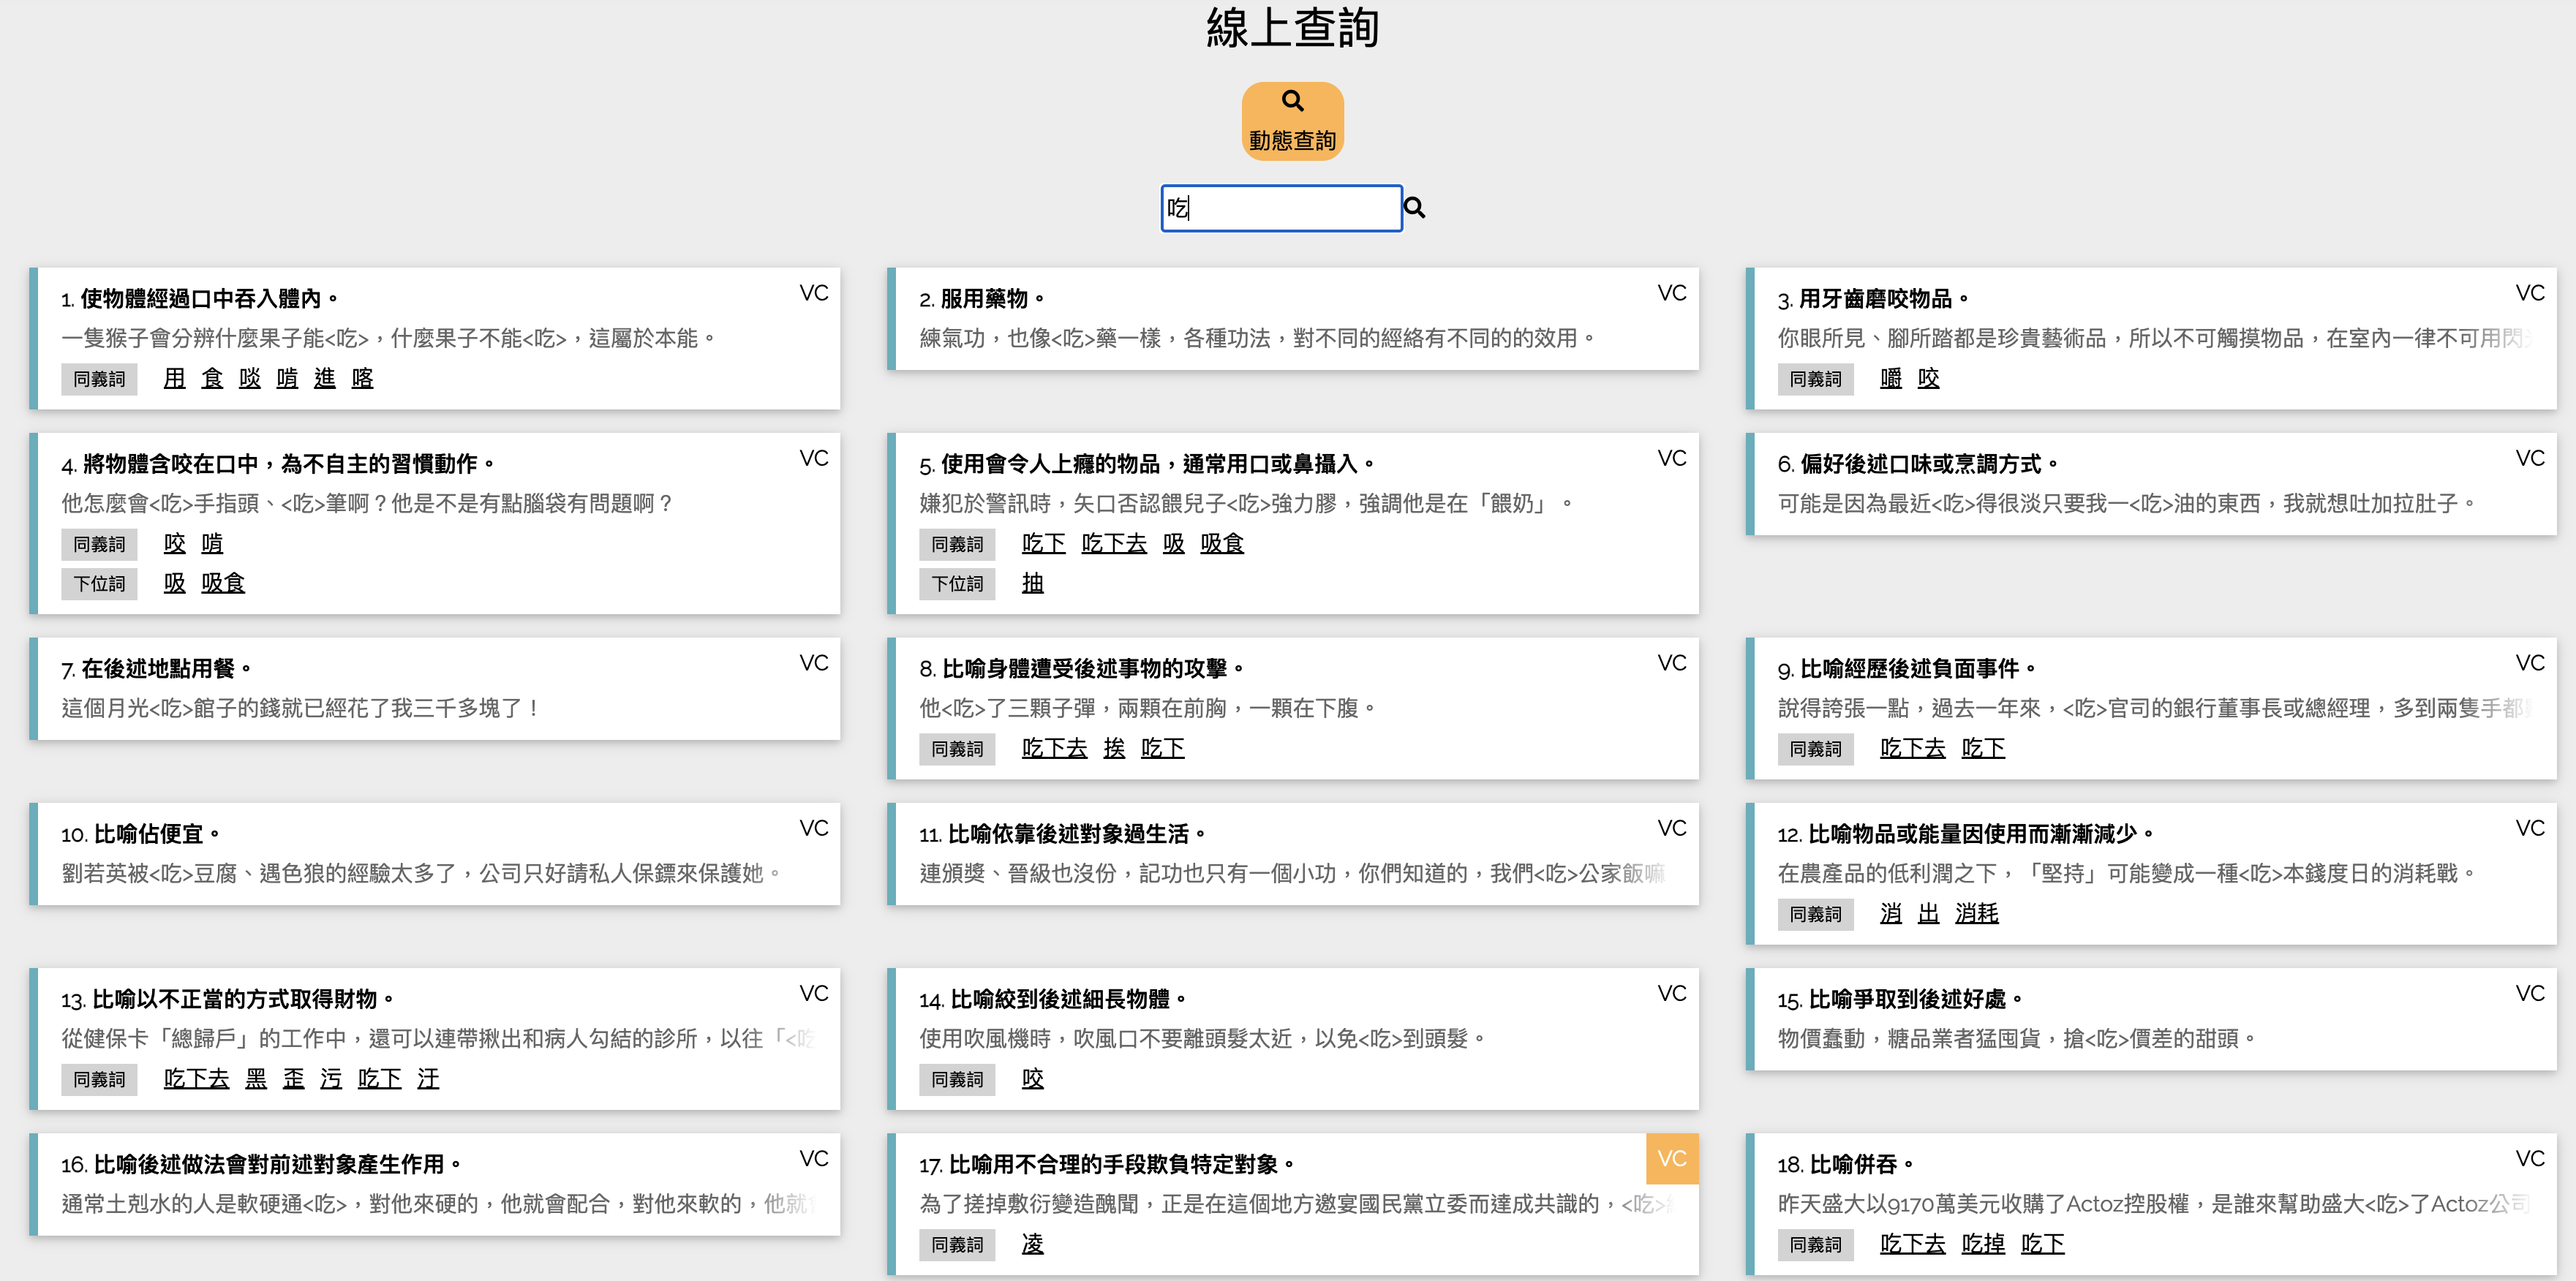 線上查詢
動態查詢
吃
1. 使物體經過口中吞入體內。 VC
一隻猴子會分辨什麼果子能<吃>，什麼果子不能<吃>，這屬於本能。
同義詞 用 食 啖 啃 進 喀
2. 服用藥物。 VC
練氣功，也像<吃>藥一樣，各種功法，對不同的經絡有不同的的效用。
3. 用牙齒磨咬物品。 VC
你眼所見、腳所踏都是珍貴藝術品，所以不可觸摸物品，在室內一律不可用閃
同義詞 嚼 咬
4. 將物體含咬在口中，為不自主的習慣動作。 VC
他怎麼會<吃>手指頭、<吃>筆啊？他是不是有點腦袋有問題啊？
同義詞 咬 啃
下位詞 吸 吸食
5. 使用會令人上癮的物品，通常用口或鼻攝入。 VC
嫌犯於警訊時，矢口否認餵兒子<吃>強力膠，強調他是在「餵奶」。
同義詞 吃下 吃下去 吸 吸食
下位詞 抽
6. 偏好後述口味或烹調方式。 VC
可能是因為最近<吃>得很淡只要我一<吃>油的東西，我就想吐加拉肚子。
7. 在後述地點用餐。 VC
這個月光<吃>館子的錢就已經花了我三千多塊了！
8. 比喻身體遭受後述事物的攻擊。 VC
他<吃>了三顆子彈，兩顆在前胸，一顆在下腹。
同義詞 吃下去 挨 吃下
9. 比喻經歷後述負面事件。 VC
說得誇張一點，過去一年來，<吃>官司的銀行董事長或總經理，多到兩隻手都
同義詞 吃下去 吃下
10. 比喻佔便宜。 VC
劉若英被<吃>豆腐、遇色狼的經驗太多了，公司只好請私人保鏢來保護她。
11. 比喻依靠後述對象過生活。 VC
連頒獎、晉級也沒份，記功也只有一個小功，你們知道的，我們<吃>公家飯嘛
12. 比喻物品或能量因使用而漸漸減少。 VC
在農產品的低利潤之下，「堅持」可能變成一種<吃>本錢度日的消耗戰。
同義詞 消 出 消耗
13. 比喻以不正當的方式取得財物。 VC
從健保卡「總歸戶」的工作中，還可以連帶揪出和病人勾結的診所，以往「<吃
同義詞 吃下去 黑 歪 污 吃下 汙
14. 比喻絞到後述細長物體。 VC
使用吹風機時，吹風口不要離頭髮太近，以免<吃>到頭髮。
同義詞 咬
15. 比喻爭取到後述好處。 VC
物價蠢動，糖品業者猛囤貨，搶<吃>價差的甜頭。
16. 比喻後述做法會對前述對象產生作用。 VC
通常土剋水的人是軟硬通<吃>，對他來硬的，他就會配合，對他來軟的，他就
17. 比喻用不合理的手段欺負特定對象。 VC
為了搓掉敷衍變造醜聞，正是在這個地方邀宴國民黨立委而達成共識的，<吃>
同義詞 凌
18. 比喻併吞。 VC
昨天盛大以9170萬美元收購了Actoz控股權，是誰來幫助盛大<吃>了Actoz公司
同義詞 吃下去 吃掉 吃下